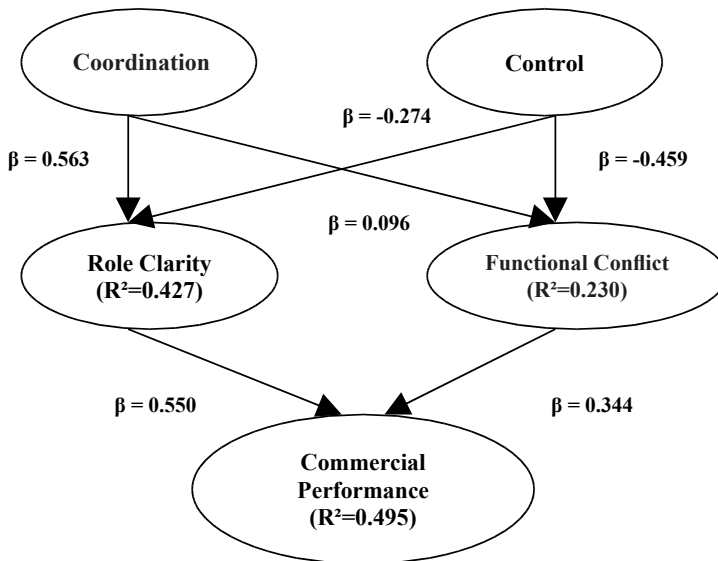 Coordination
Control
β = -0.274
β = 0.563
β = -0.459
β = 0.096
Role Clarity
(R²=0.427)
Functional Conflict
(R²=0.230)
β = 0.550
β = 0.344
Commercial
Performance
(R²=0.495)